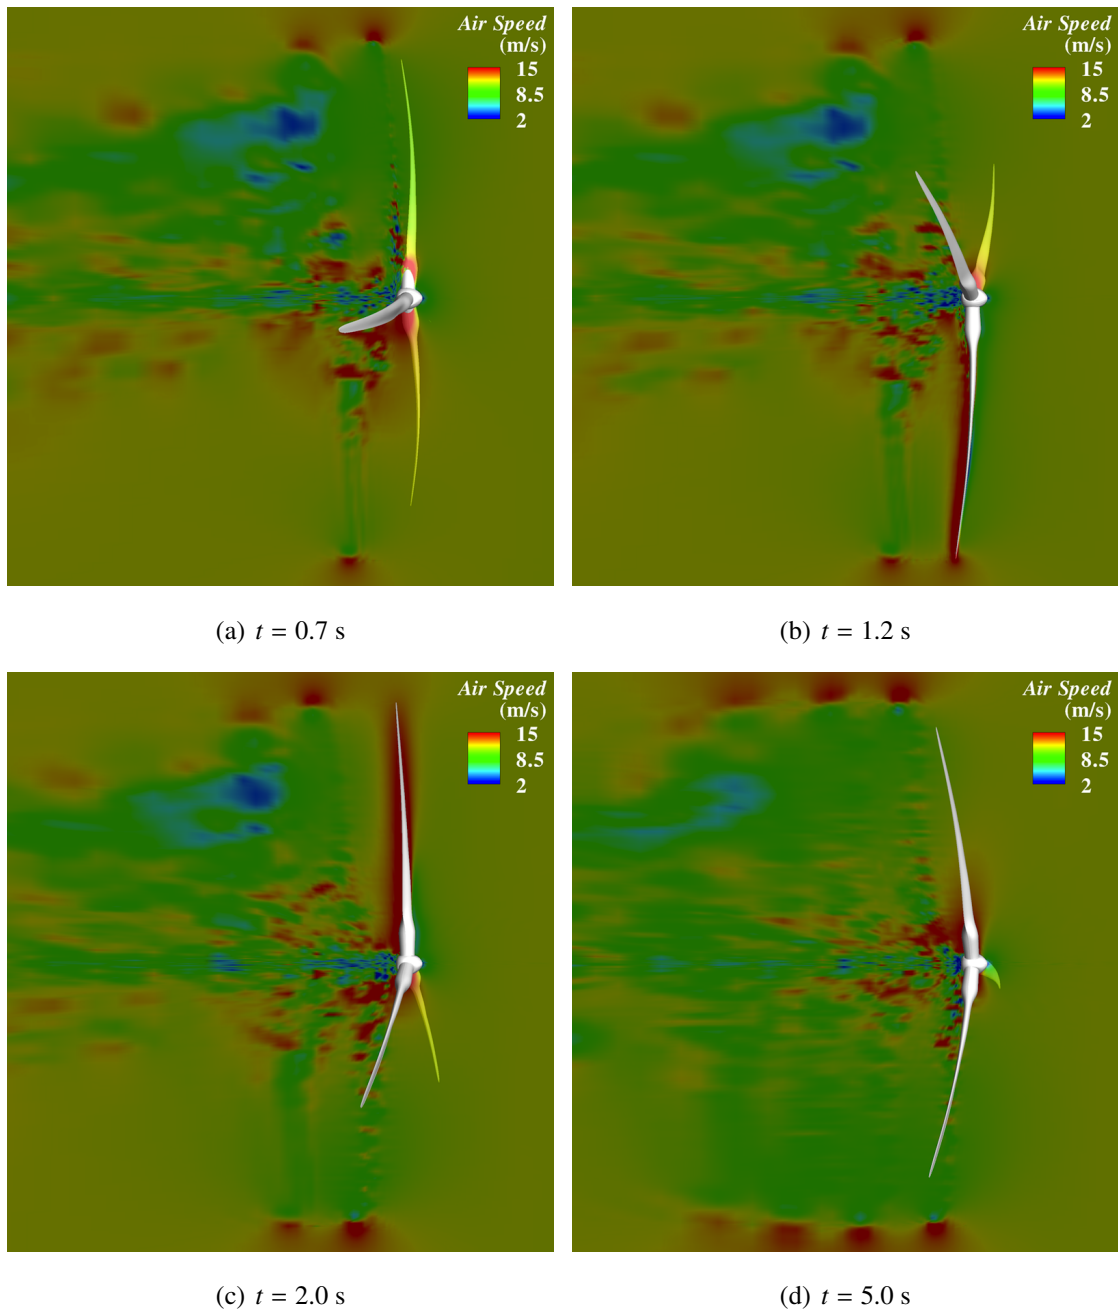 Air Speed
(m/s)
15
8.5
2
Air Speed
(m/s)
15
8.5
2
(a) t = 0.7 s
(b) t = 1.2 s
Air Speed
(m/s)
15
8.5
2
Air Speed
(m/s)
15
8.5
2
(c) t = 2.0 s
(d) t = 5.0 s